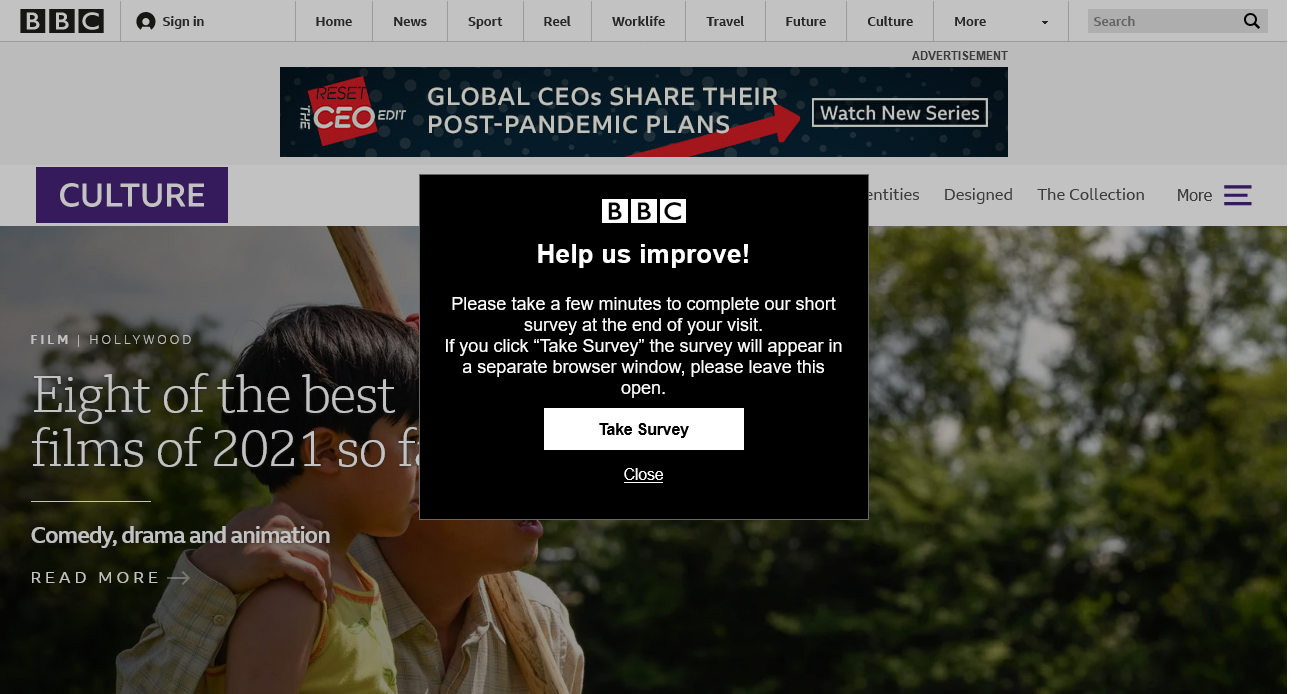 BBC
Sign in
Home
News
Sport
Reel
Worklife
Travel
Future
Culture
More
Search
ADVERTISEMENT
RESET
THE CEO EDIT
GLOBAL CEOs SHARE THEIR
POST-PANDEMIC PLANS
Watch New Series
CULTURE
entities
Designed
The Collection
More
FILM | HOLLYWOOD
Eight of the best
films of 2021 so fa
Comedy, drama and animation
READ MORE
BBC
Help us improve!
Please take a few minutes to complete our short
survey at the end of your visit.
If you click “Take Survey” the survey will appear in
a separate browser window, please leave this
open.
Take Survey
Close